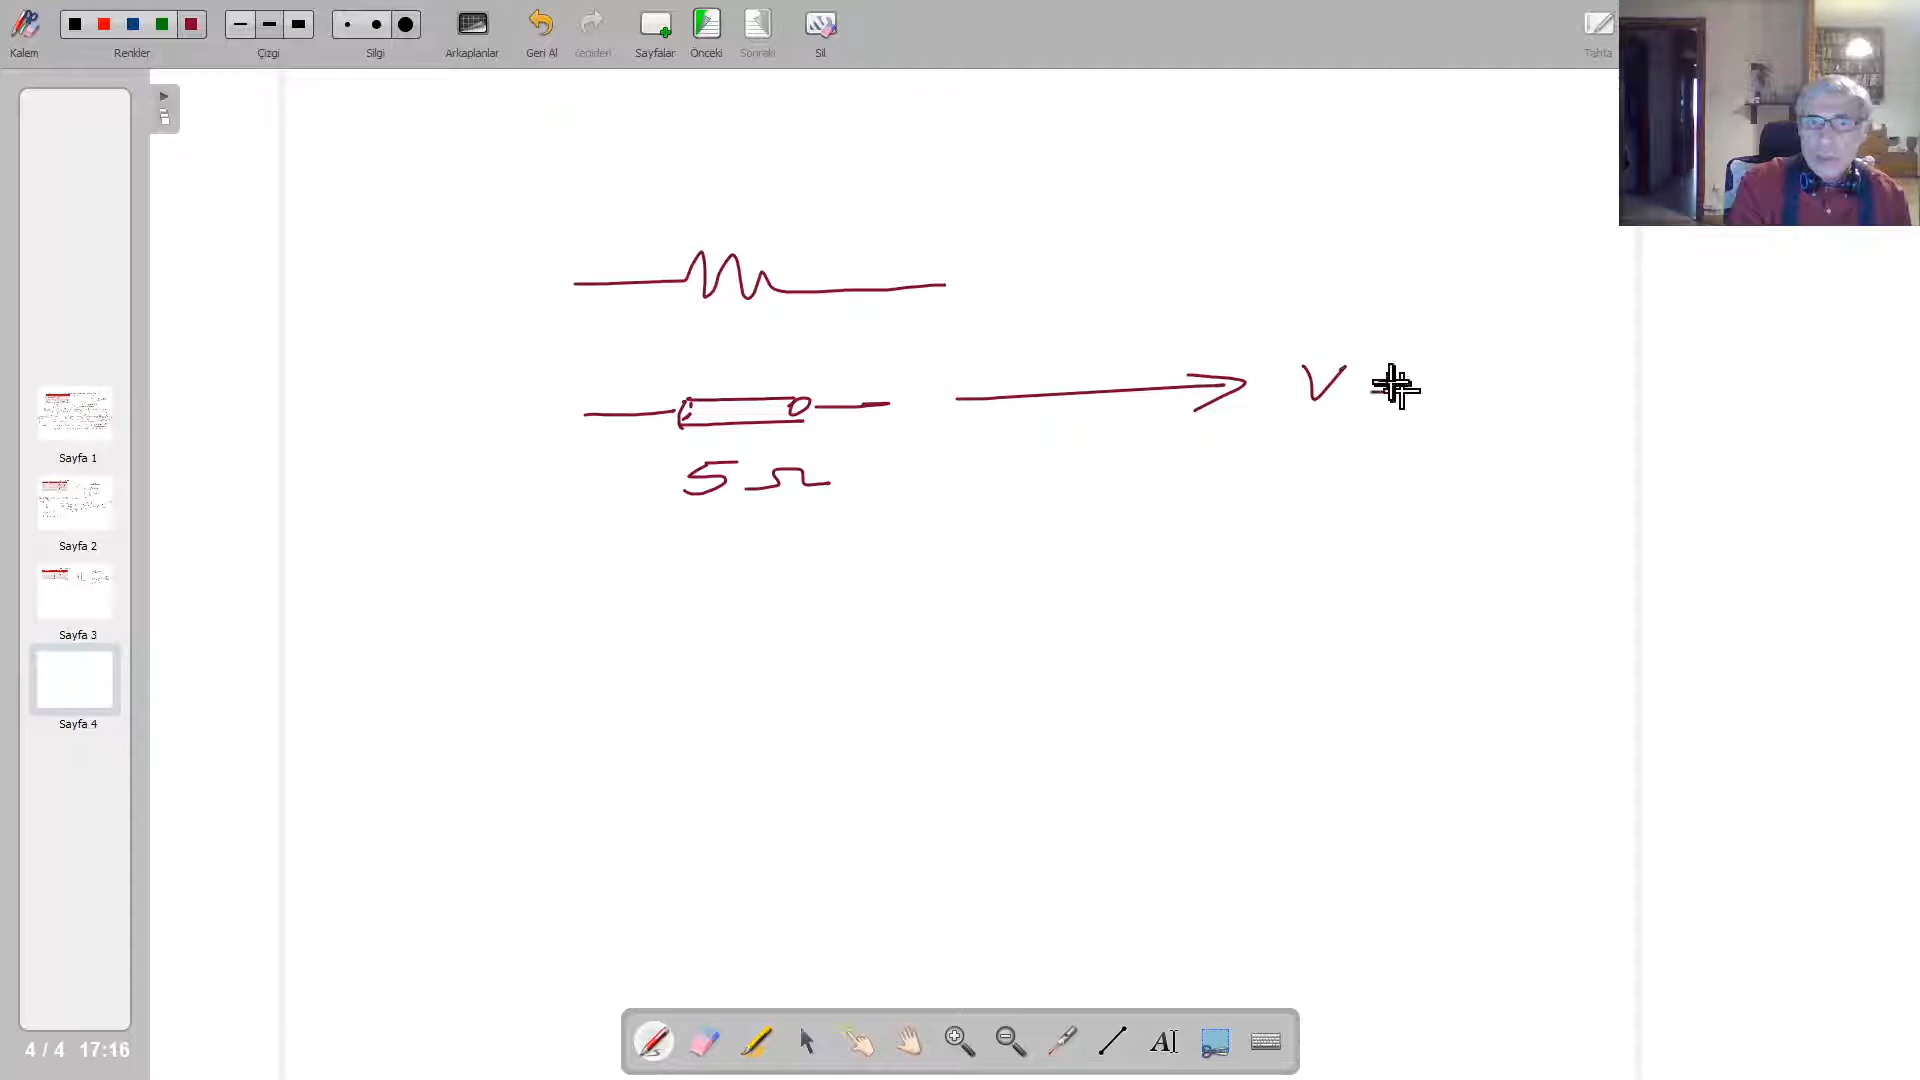 Kalem
Renkler
Çizgi
Silgi
Arkaplanlar
Geri Al
Sayfalar
Önceki
Sonraki
Sil
Tahta
V =
5 Ω
Sayfa 1
Sayfa 2
Sayfa 3
Sayfa 4
4 / 4 17:16
AI